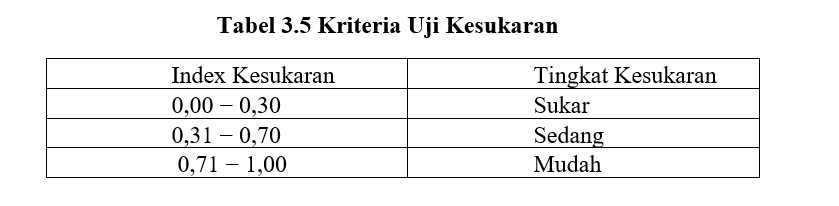 Tabel 3.5 Kriteria Uji Kesukaran
Index Kesukaran Tingkat Kesukaran
0,00 − 0,30 Sukar
0,31 − 0,70 Sedang
0,71 − 1,00 Mudah